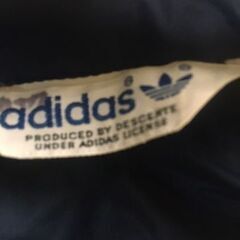 adidas®
PRODUCED BY DESCENTE
UNDER ADIDAS LICENSE